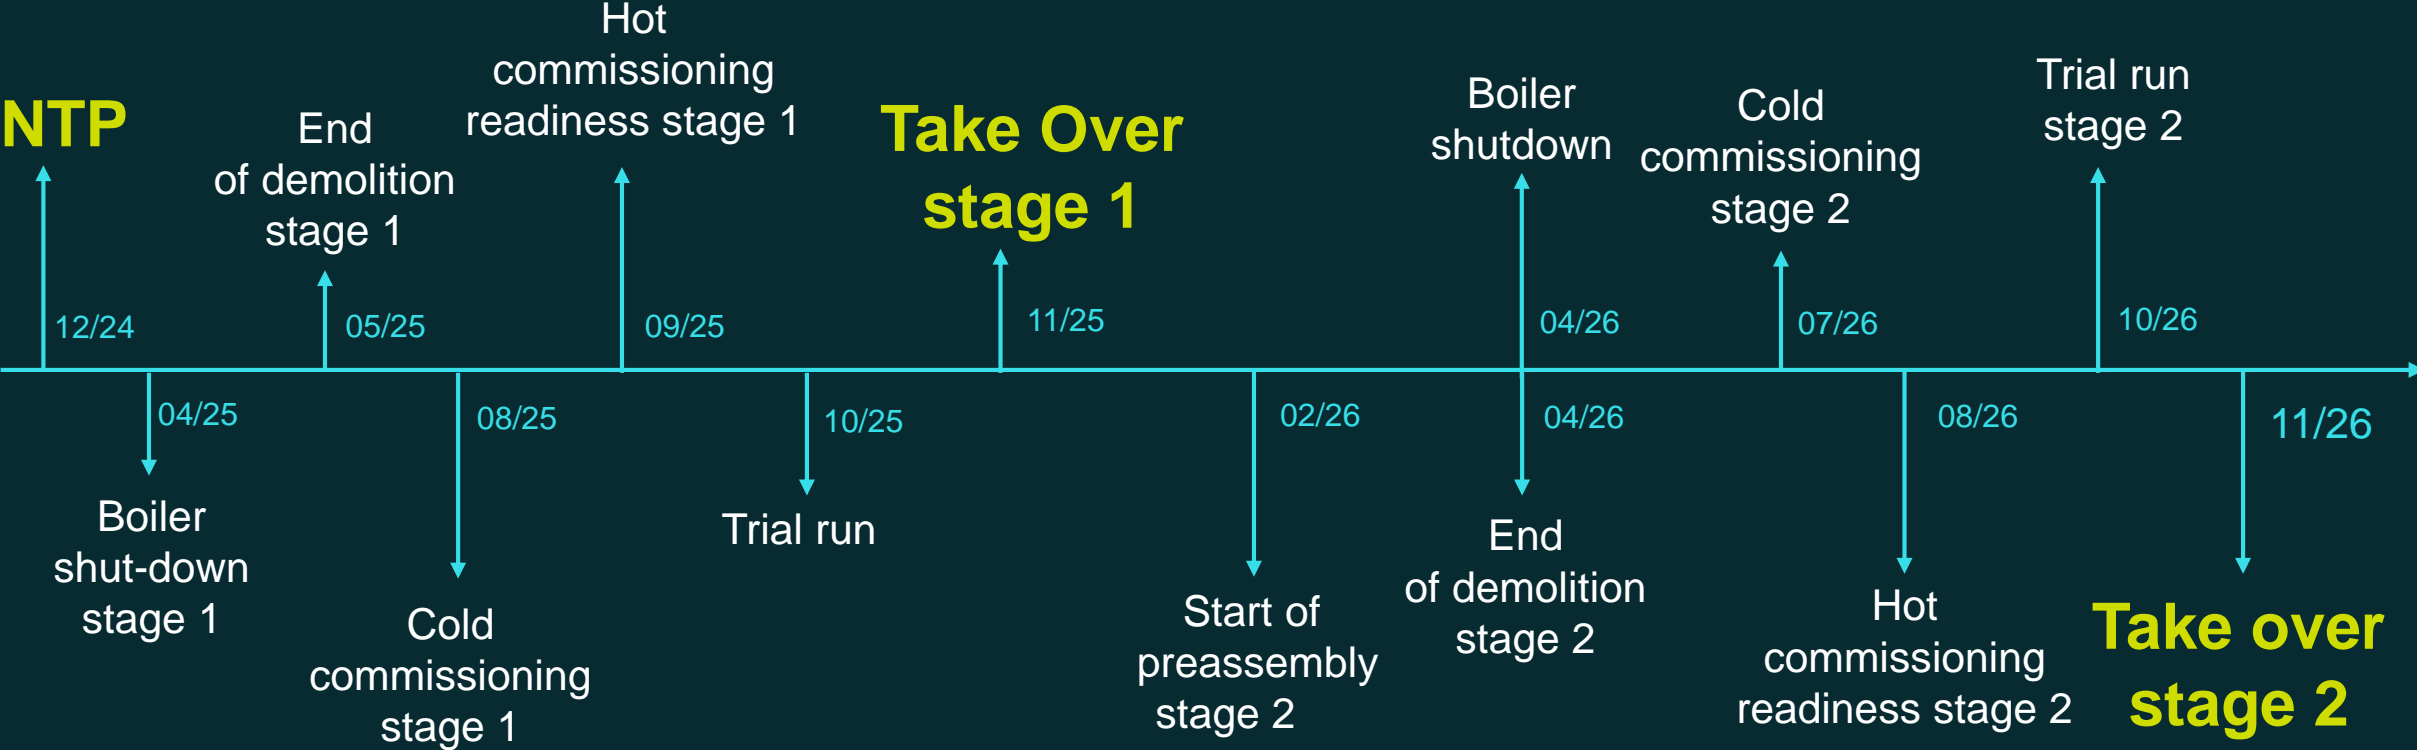 NTP
12/24
04/25
Boiler
shut-down
stage 1
End
of demolition
stage 1
05/25
08/25
Cold
commissioning
stage 1
Hot
commissioning
readiness stage 1
09/25
10/25
Trial run
Take Over
stage 1
11/25
02/26
Start of
preassembly
stage 2
Boiler
shutdown
04/26
04/26
End
of demolition
stage 2
Cold
commissioning
stage 2
07/26
08/26
Hot
commissioning
readiness stage 2
Trial run
stage 2
10/26
11/26
Take over
stage 2